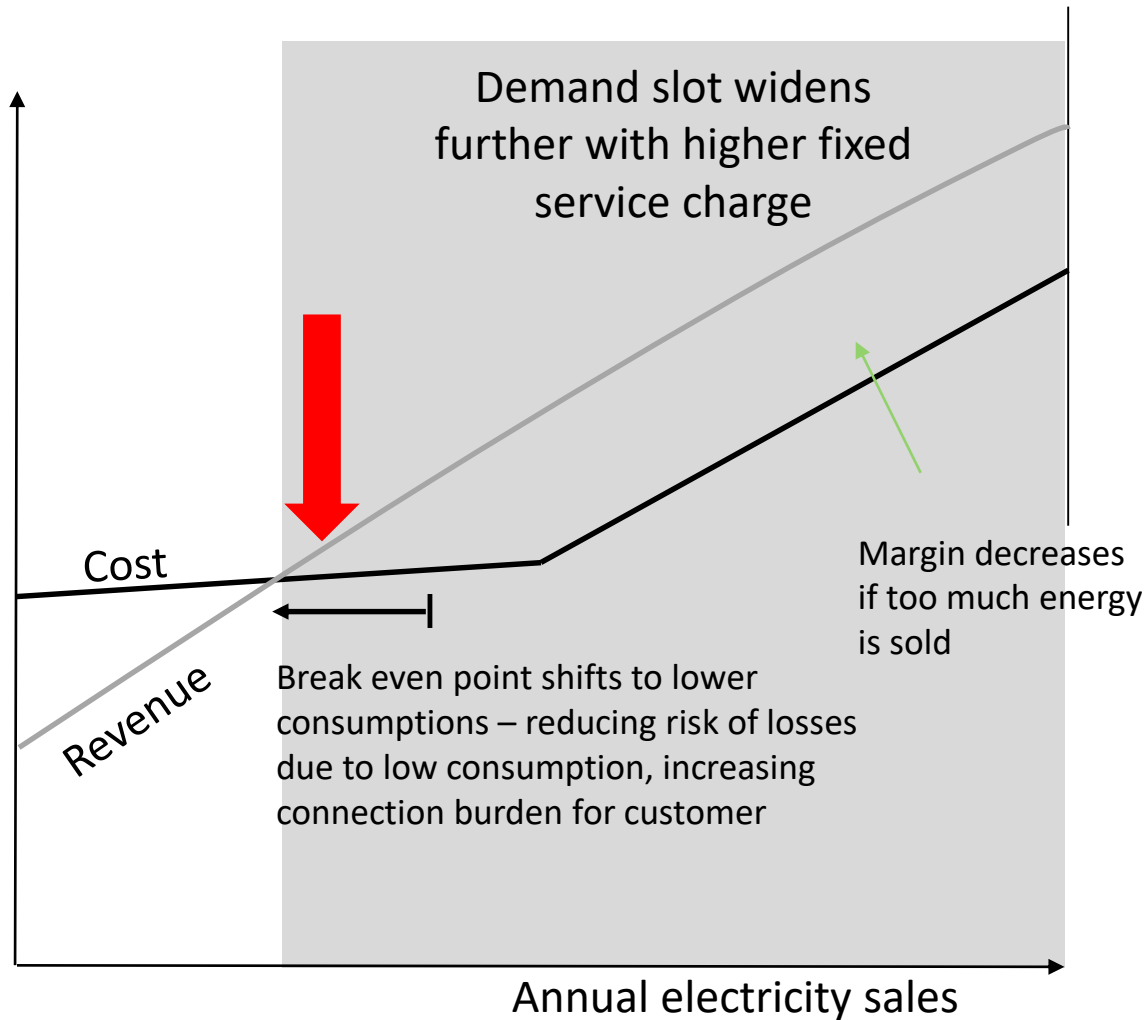 Demand slot widens
further with higher fixed
service charge
Cost
Revenue
Margin decreases
if too much energy
is sold
Break even point shifts to lower
consumptions – reducing risk of losses
due to low consumption, increasing
connection burden for customer
Annual electricity sales